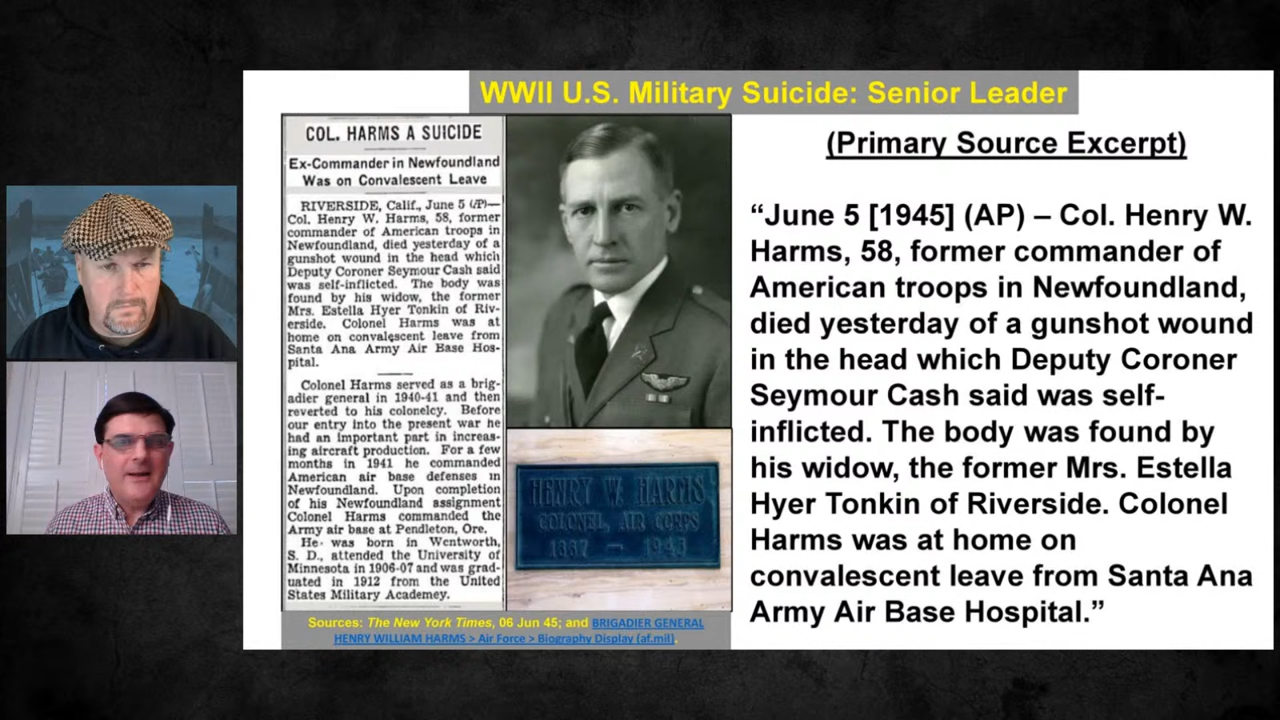 WWII U.S. Military Suicide: Senior Leader
COL. HARMS A SUICIDE
Ex-Commander in Newfoundland
Was on Convalescent Leave
RIVERSIDE, Calif., June 5 (AP)—
Col. Henry W. Harms, 58, former
commander of American troops in
Newfoundland, died yesterday of a
gunshot wound in the head which
Deputy Coroner Seymour Cash said
was self-inflicted. The body was
found by his widow, the former
Mrs. Estella Hyer Tonkin of Riv-
erside. Colonel Harms was at
home on convalescent leave from
Santa Ana Army Air Base Hos-
pital.
Colonel Harms served as a brig-
adier general in 1940-41 and then
reverted to his colonelcy. Before
our entry into the present war he
had an important part in increas-
ing aircraft production. For a few
months in 1941 he commanded
American air base defenses in
Newfoundland. Upon completion
of his Newfoundland assignment
Colonel Harms commanded the
Army air base at Pendleton, Ore.
He was born in Wentworth,
S. D., attended the University of
Minnesota in 1906-07 and was grad-
uated in 1912 from the United
States Military Academey.
HENRY W. HARMS
COLONEL, AIR CORPS
1887 — 1945
Sources: The New York Times, 06 Jun 45; and BRIGADIER GENERAL
HENRY WILLIAM HARMS > Air Force > Biography Display (af.mil).
(Primary Source Excerpt)
“June 5 [1945] (AP) – Col. Henry W.
Harms, 58, former commander of
American troops in Newfoundland,
died yesterday of a gunshot wound
in the head which Deputy Coroner
Seymour Cash said was self-
inflicted. The body was found by
his widow, the former Mrs. Estella
Hyer Tonkin of Riverside. Colonel
Harms was at home on
convalescent leave from Santa Ana
Army Air Base Hospital.”